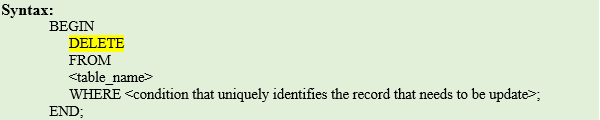 Syntax:
BEGIN
DELETE
FROM
<table_name>
WHERE <condition that uniquely identifies the record that needs to be update>;
END;